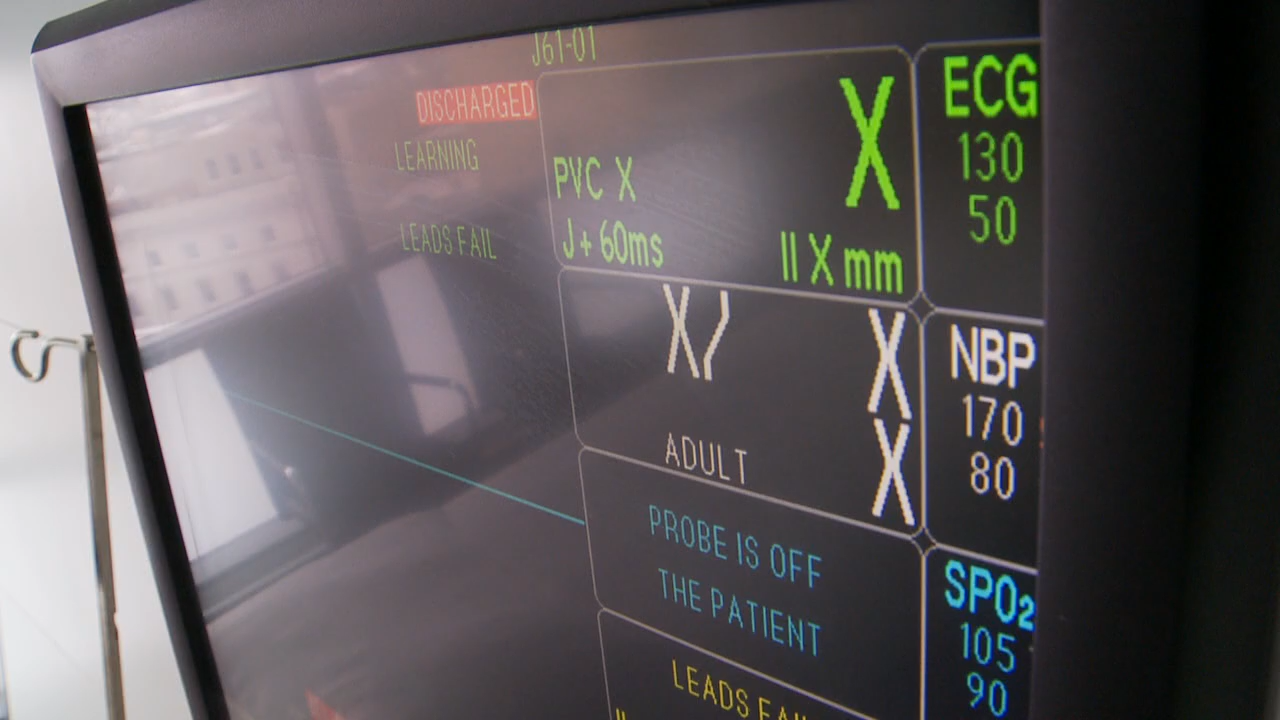 J61-01
DISCHARGED
LEARNING
LEADS FAIL
X
PVC X
J+ 60ms
II X mm
ECG
130
50
X/
X
X
ADULT
NBP
170
80
PROBE IS OFF
THE PATIENT
SPO2
105
90
LEADS FAIL